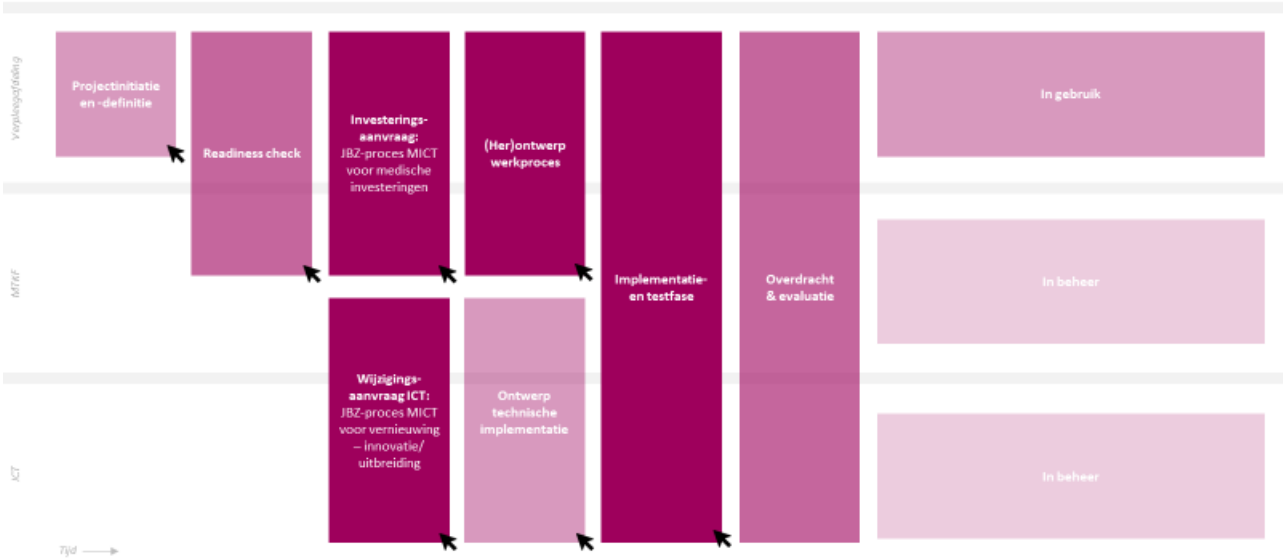 Verpleegafdeling
Projectinitiatie
en -definitie
Readiness check
Investerings-
aanvraag:
JBZ-proces MICT
voor medische
investeringen
(Her)ontwerp
werkproces
In gebruik
MTKF
Implementatie-
en testfase
Overdracht
& evaluatie
In beheer
ICT
Wijzigings-
aanvraag ICT:
JBZ-proces MICT
voor vernieuwing
– innovatie/
uitbreiding
Ontwerp
technische
implementatie
In beheer
Tijd